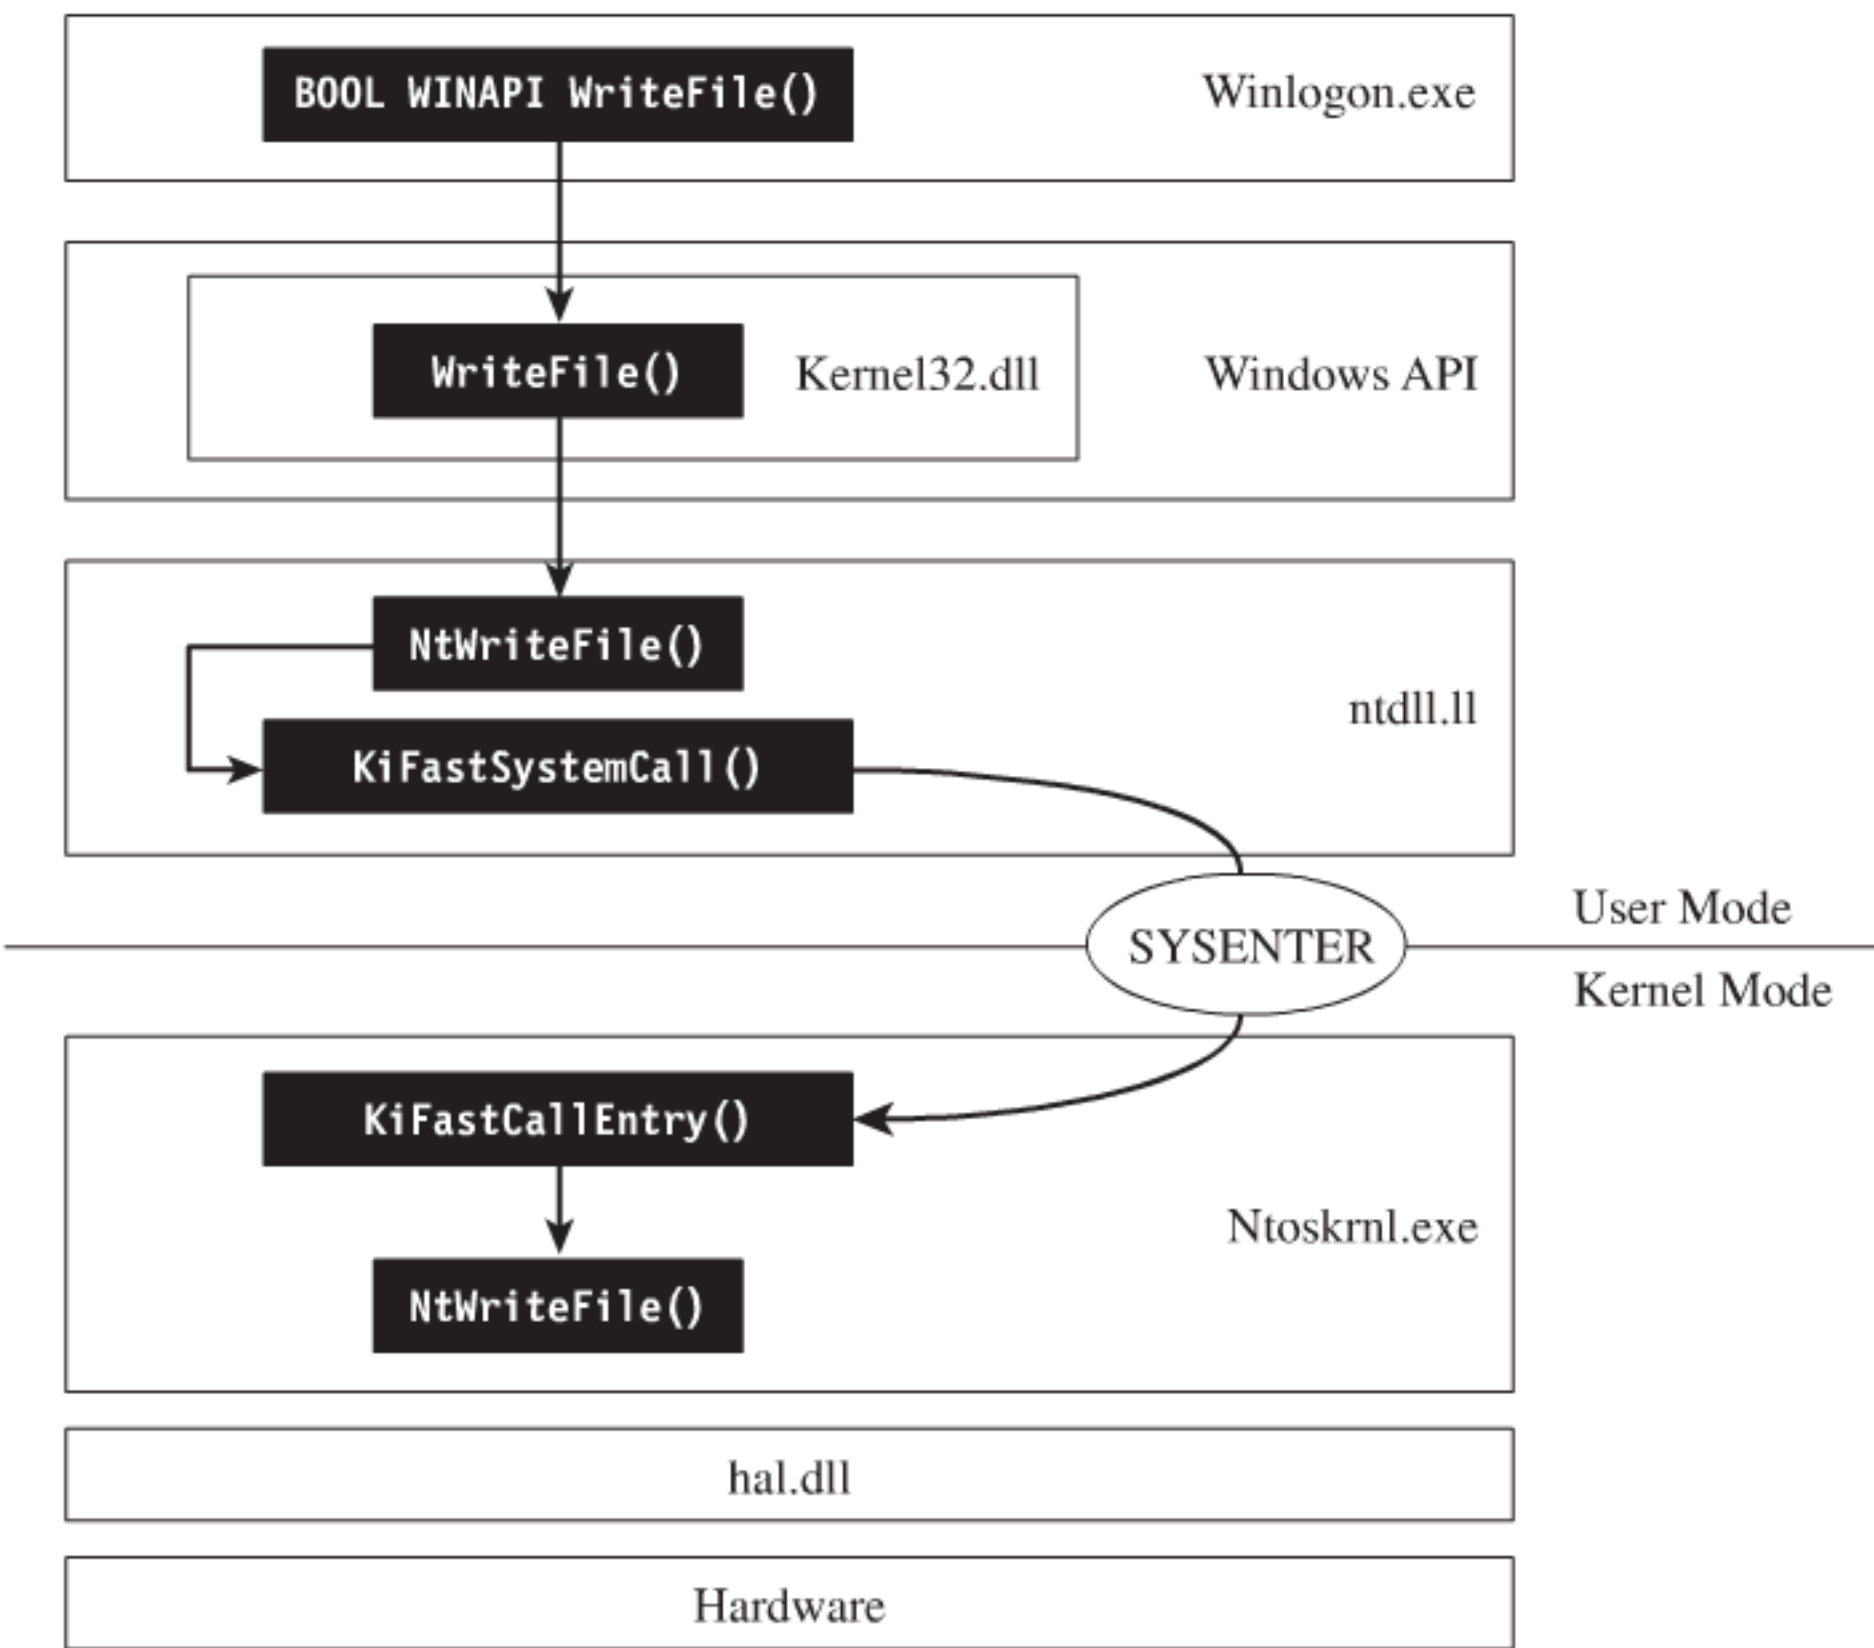 BOOL WINAPI WriteFile()
Winlogon.exe
WriteFile()
Kernel32.dll
Windows API
NtWriteFile()
ntdll.ll
KiFastSystemCall()
User Mode
SYSENTER
Kernel Mode
KiFastCallEntry()
Ntoskrnl.exe
NtWriteFile()
hal.dll
Hardware